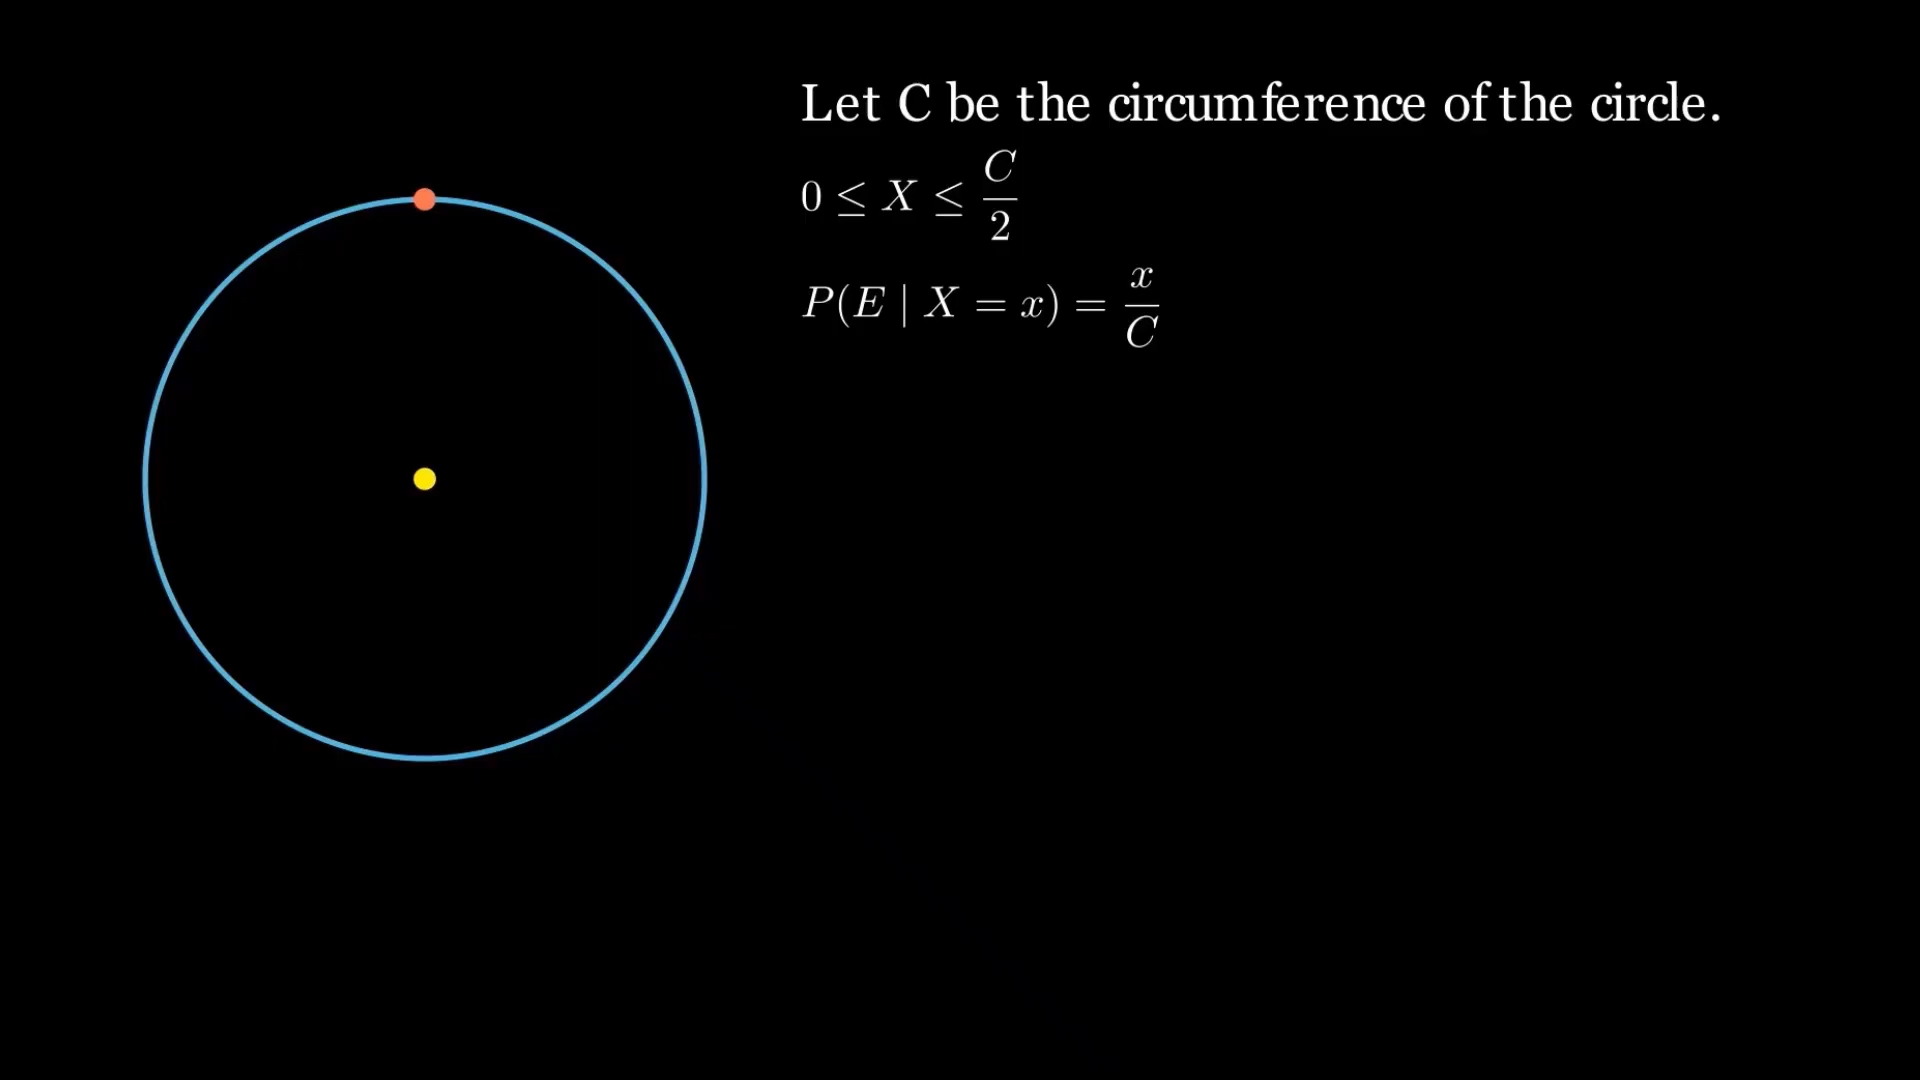 Let C be the circumference of the circle.
0 ≤ X ≤ C/2
P(E | X = x) = x/C